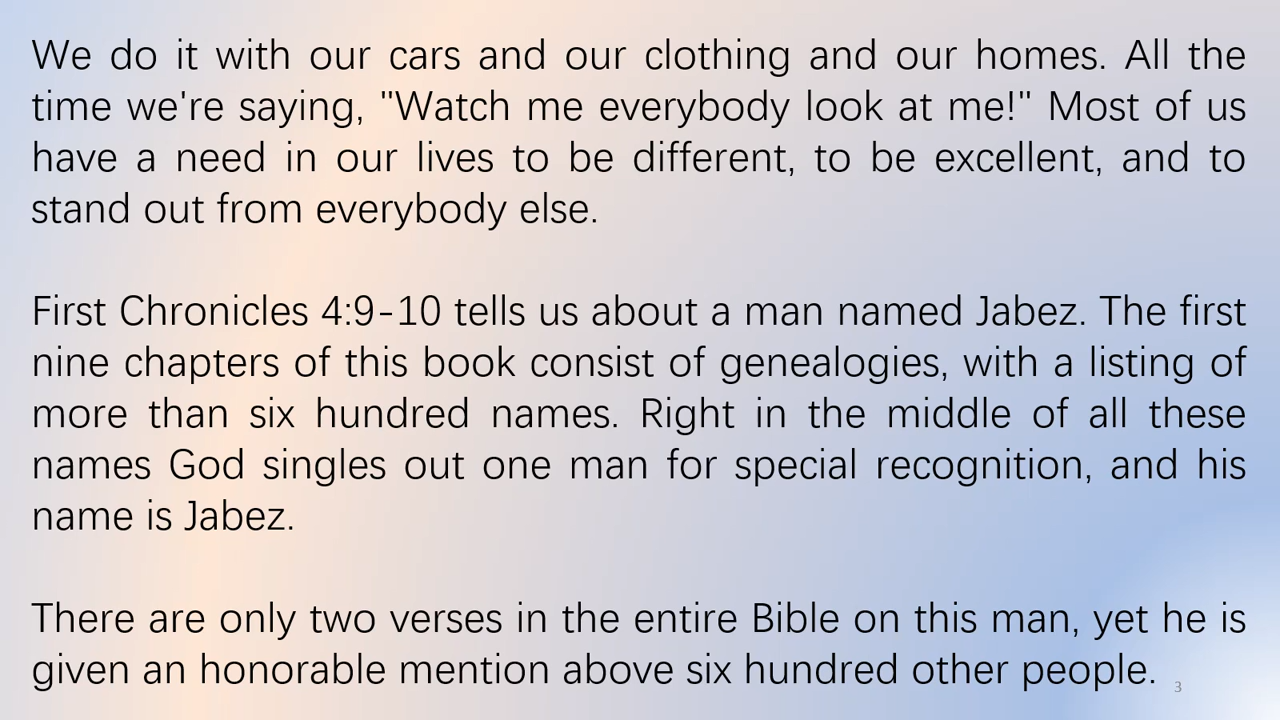 We do it with our cars and our clothing and our homes. All the
time we're saying, "Watch me everybody look at me!" Most of us
have a need in our lives to be different, to be excellent, and to
stand out from everybody else.
First Chronicles 4:9-10 tells us about a man named Jabez. The first
nine chapters of this book consist of genealogies, with a listing of
more than six hundred names. Right in the middle of all these
names God singles out one man for special recognition, and his
name is Jabez.
There are only two verses in the entire Bible on this man, yet he is
given an honorable mention above six hundred other people.
3